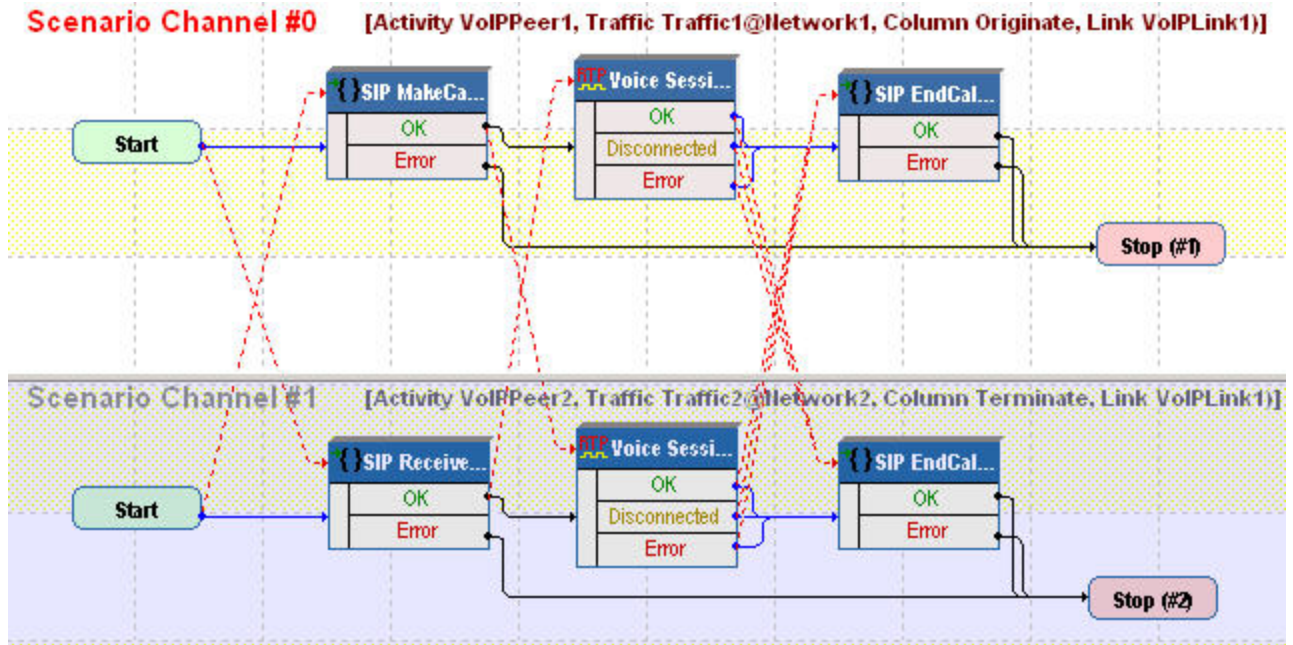 Scenario Channel #0 [Activity VoIPPeer1, Traffic Traffic1@Network1, Column Originate, Link VoIPLink1)]
Start
{}SIP MakeCa...
OK
Error
RTP Voice Sessi...
OK
Disconnected
Error
{}SIP EndCal...
OK
Error
Stop (#1)
Scenario Channel #1 [Activity VoIPPeer2, Traffic Traffic2@Network2, Column Terminate, Link VoIPLink1)]
Start
{}SIP Receive...
OK
Error
RTP Voice Sessi...
OK
Disconnected
Error
{}SIP EndCal...
OK
Error
Stop (#2)